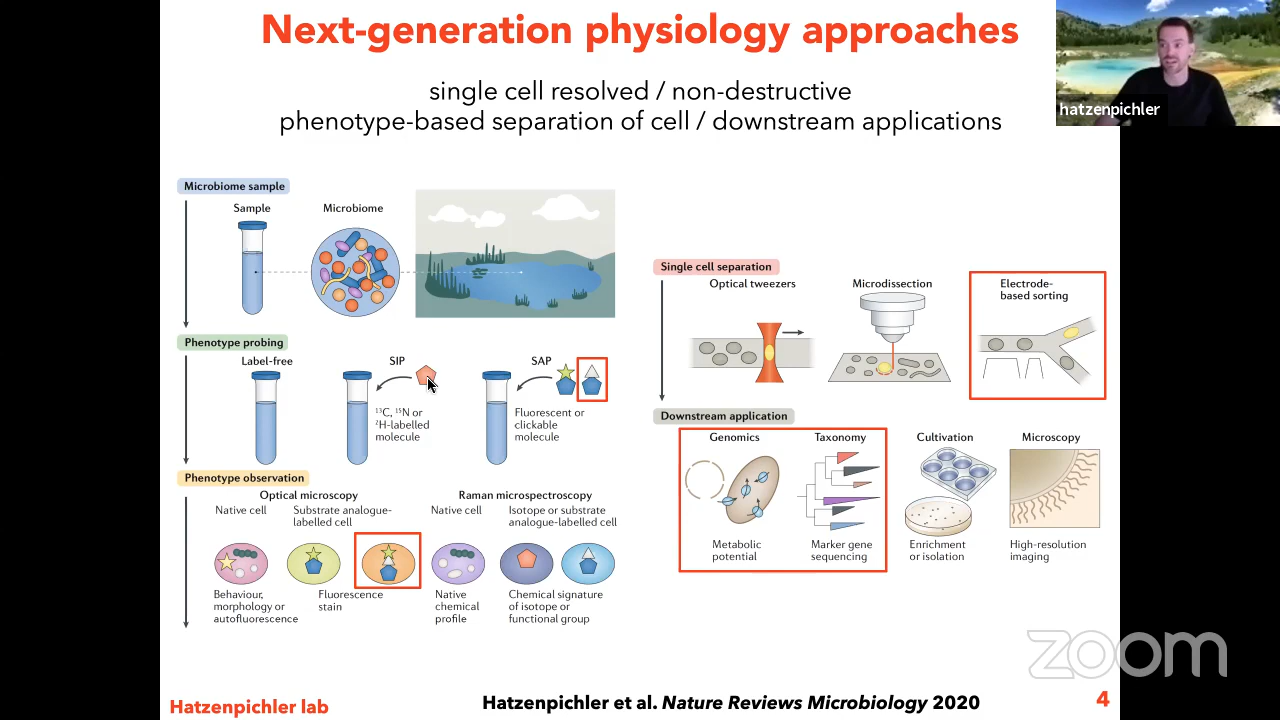 Next-generation physiology approaches
single cell resolved / non-destructive
phenotype-based separation of cell / downstream applications
hatzenpichler
Microbiome sample
Sample
Microbiome
Phenotype probing
Label-free
SIP
¹³C, ¹⁵N or
²H-labelled
molecule
SAP
Fluorescent or
clickable
molecule
Phenotype observation
Optical microscopy
Native cell
Substrate analogue-
labelled cell
Behaviour,
morphology or
autofluorescence
Fluorescence
stain
Raman microspectroscopy
Native cell
Isotope or substrate
analogue-labelled cell
Native
chemical
profile
Chemical signature
of isotope or
functional group
Single cell separation
Optical tweezers
Microdissection
Electrode-
based sorting
Downstream application
Genomics
Taxonomy
Cultivation
Microscopy
Metabolic
potential
Marker gene
sequencing
Enrichment
or isolation
High-resolution
imaging
zoom
Hatzenpichler lab
Hatzenpichler et al. Nature Reviews Microbiology 2020
4